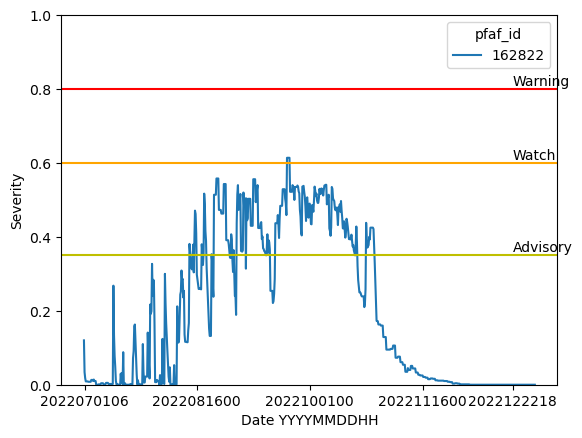 1.0
pfaf_id
162822
0.8
Warning
Severity
0.6
Watch
0.4
Advisory
0.2
0.0
2022070106 2022081600 2022100100 2022111600 2022122218
Date YYYYMMDDHH